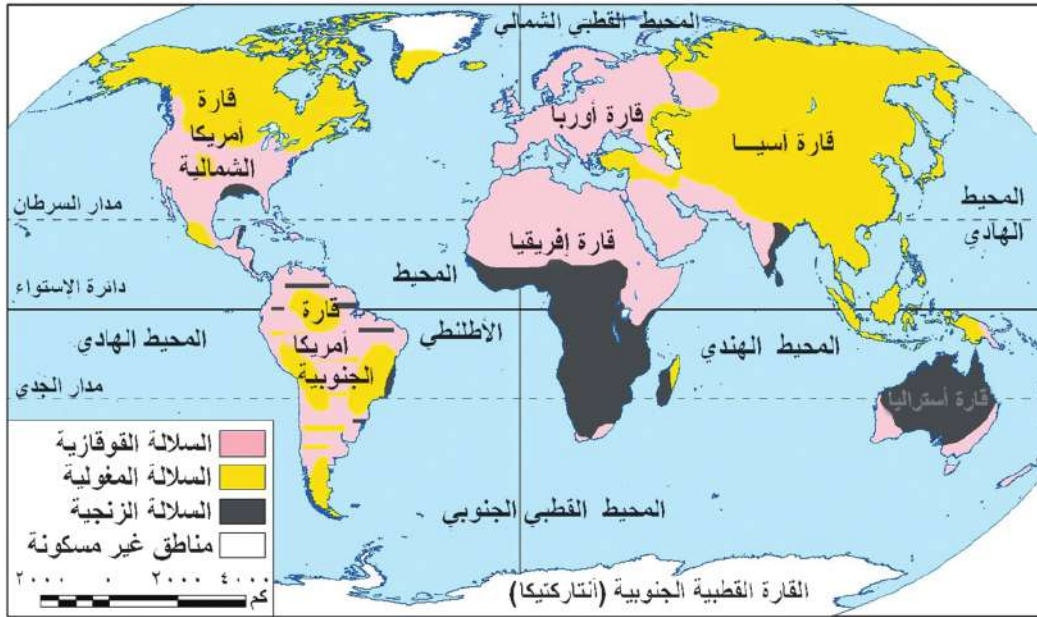 المحيط القطبي الشمالي
قارة
أمريكا
الشمالية
قارة أوربا
قارة أسيـــا
مدار السرطان
المحيط
الهادي
قارة إفريقيا
دائرة الإستواء
المحيط
الأطلنطي
قارة
أمريكا
الجنوبية
المحيط الهادي
المحيط الهندي
مدار الجدي
قارة أستراليا
السلالة القوقازية
السلالة المغولية
السلالة الزنجية
مناطق غير مسكونة
المحيط القطبي الجنوبي
٢٠٠٠ ٠ ٢٠٠٠ ٤٠٠٠
كم
القارة القطبية الجنوبية (أنتاركتيكا)